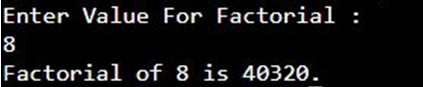 Enter Value For Factorial :
8
Factorial of 8 is 40320.